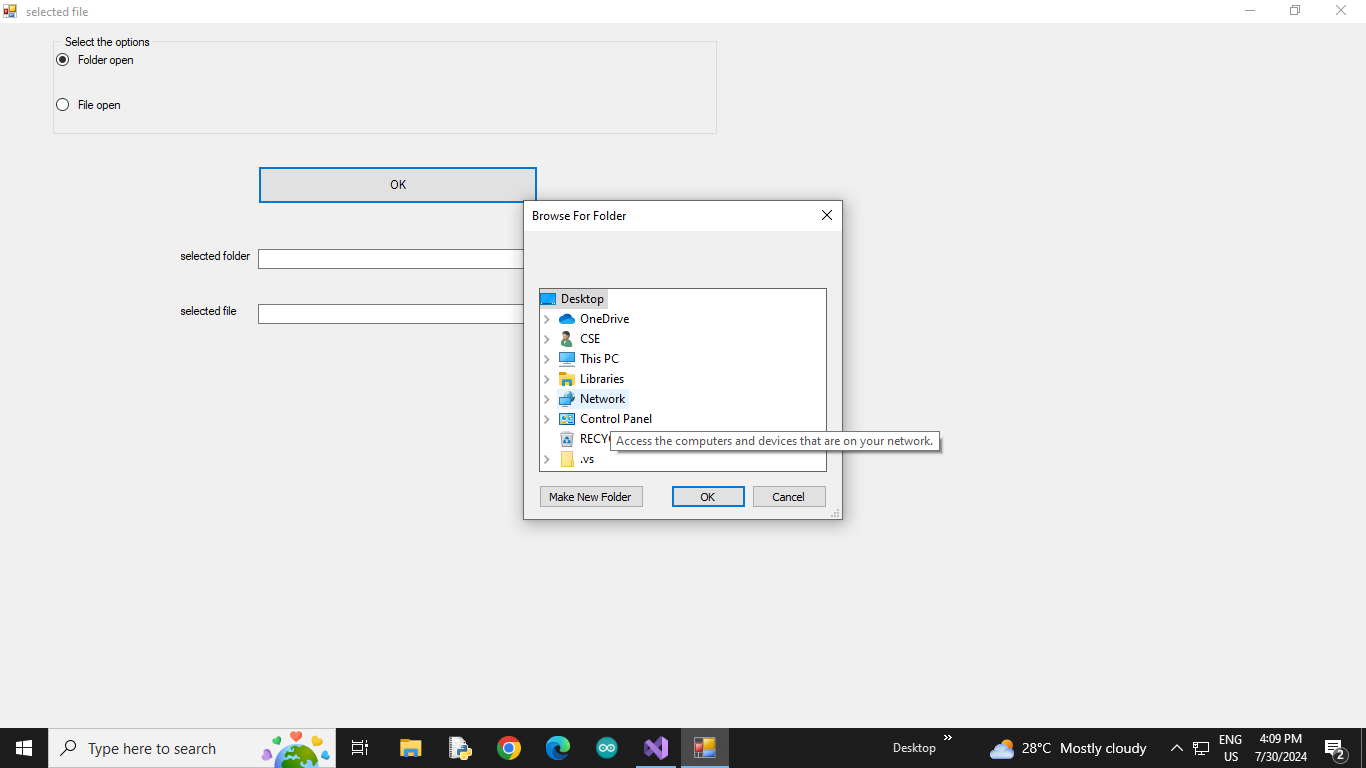 selected file
Select the options
Folder open
File open
OK
selected folder
selected file
Browse For Folder
Desktop
OneDrive
CSE
This PC
Libraries
Network
Control Panel
Access the computers and devices that are on your network.
.vs
Make New Folder
OK
Cancel
Type here to search
Desktop
28°C Mostly cloudy
ENG
US
4:09 PM
7/30/2024
2